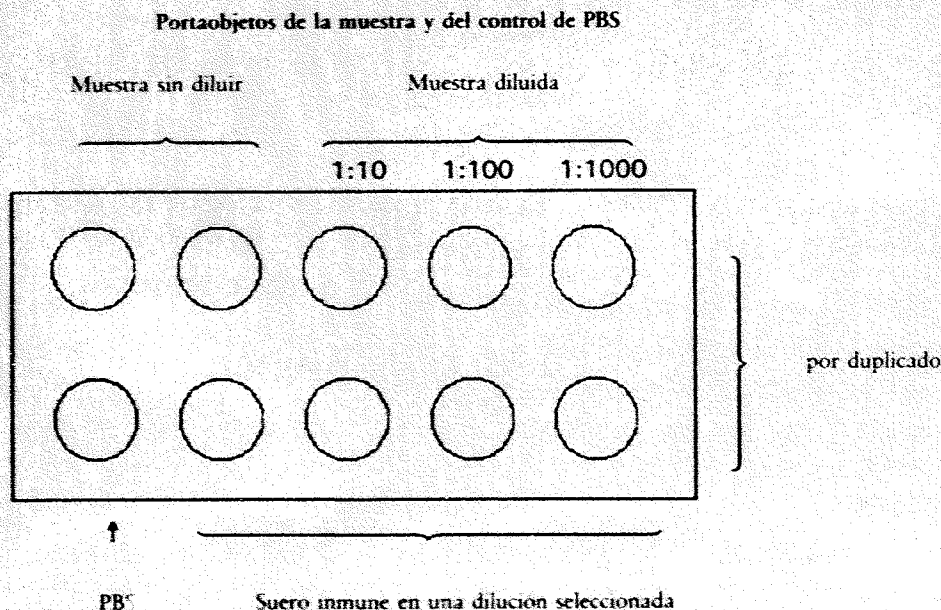 Portaobjetos de la muestra y del control de PBS
Muestra sin diluir Muestra diluida
1:10 1:100 1:1000
por duplicado
PBS Suero inmune en una dilución seleccionada